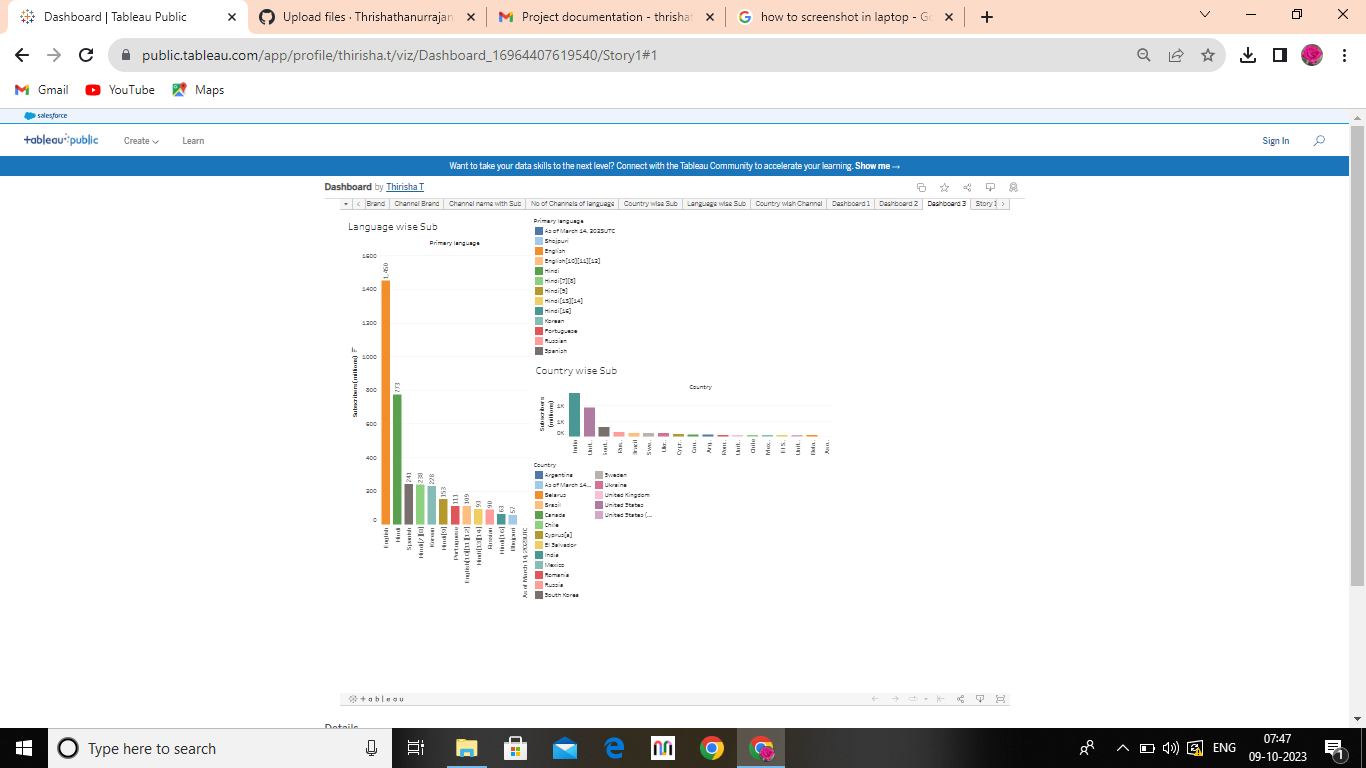 Dashboard | Tableau Public
Upload files · Thrishathanurrajan
Project documentation - thrishat
how to screenshot in laptop - Go
public.tableau.com/app/profile/thirisha.t/viz/Dashboard_16964407619540/Story1#1
Gmail YouTube Maps
salesforce
+ableau public Create Learn Sign In
Want to take your data skills to the next level? Connect with the Tableau Community to accelerate your learning. Show me →
Dashboard by Thirisha T
Brand Channel Brand Channel name with Sub No of Channels of language Country wise Sub Language wise Sub Country wish Channel Dashboard 1 Dashboard 2 Dashboard 3 Story 1
Language wise Sub
Primary language
Subscribers (millions)
1600
1400
1200
1000
800
600
400
200
0
1,450
773
241
238
228
153
111
109
93
90
63
57
English
Hindi
Spanish
Hindi[7][8]
Korean
Hindi[9]
Portuguese
English[10][11][12]
Hindi[13][14]
Russian
Hindi[16]
Bhojpuri
As of March 14, 2023UTC
Primary language
As of March 14, 2023UTC
Bhojpuri
English
English[10][11][12]
Hindi
Hindi[7][8]
Hindi[9]
Hindi[13][14]
Hindi[16]
Korean
Portuguese
Russian
Spanish
Country wise Sub
Country
Subscribers
(millions)
1K
1K
0K
India
Unit..
Sout..
Rus..
Brazil
Swe..
Ukr..
Cypr..
Can..
Arg..
Rom..
Unit..
Chile
Mex..
El S..
Unit..
Bela..
Country
Argentina
As of March 14...
Belarus
Brazil
Canada
Chile
Cyprus[a]
El Salvador
India
Mexico
Romania
Russia
South Korea
Sweden
Ukraine
United Kingdom
United States
United States (...
+ableau
Details
Type here to search
ENG
07:47
09-10-2023
1